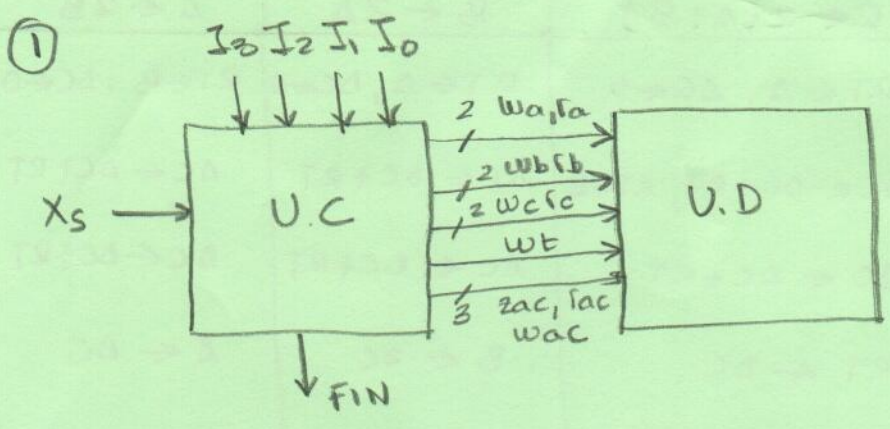 1
I3 I2 I1 I0
2 wa,ra
2 wb rb
Xs U.C 2 wc rc U.D
wt
3 zac, rac
wac
FIN